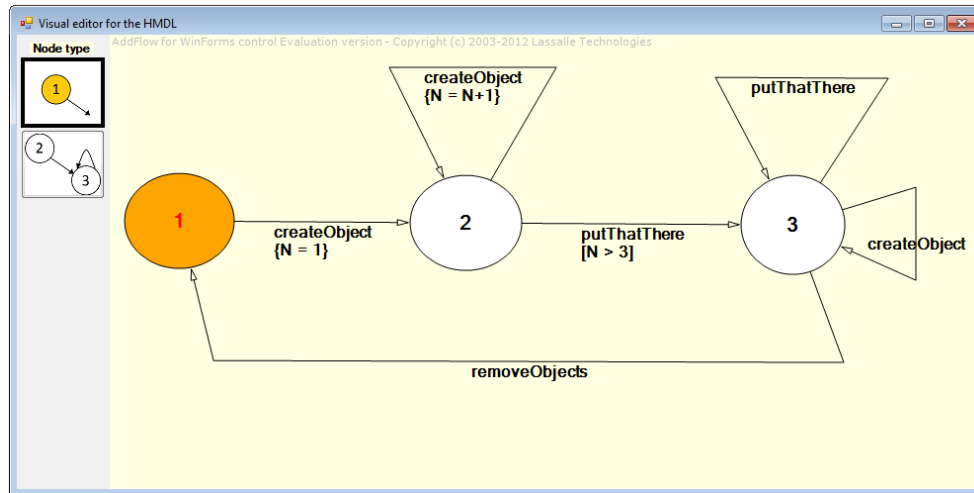 Visual editor for the HMDL
AddFlow for WinForms control Evaluation version - Copyright (c) 2003-2012 Lassalle Technologies
Node type
1
2
3
createObject
{N = N+1}
putThatThere
1
2
3
createObject
{N = 1}
putThatThere
[N > 3]
createObject
removeObjects